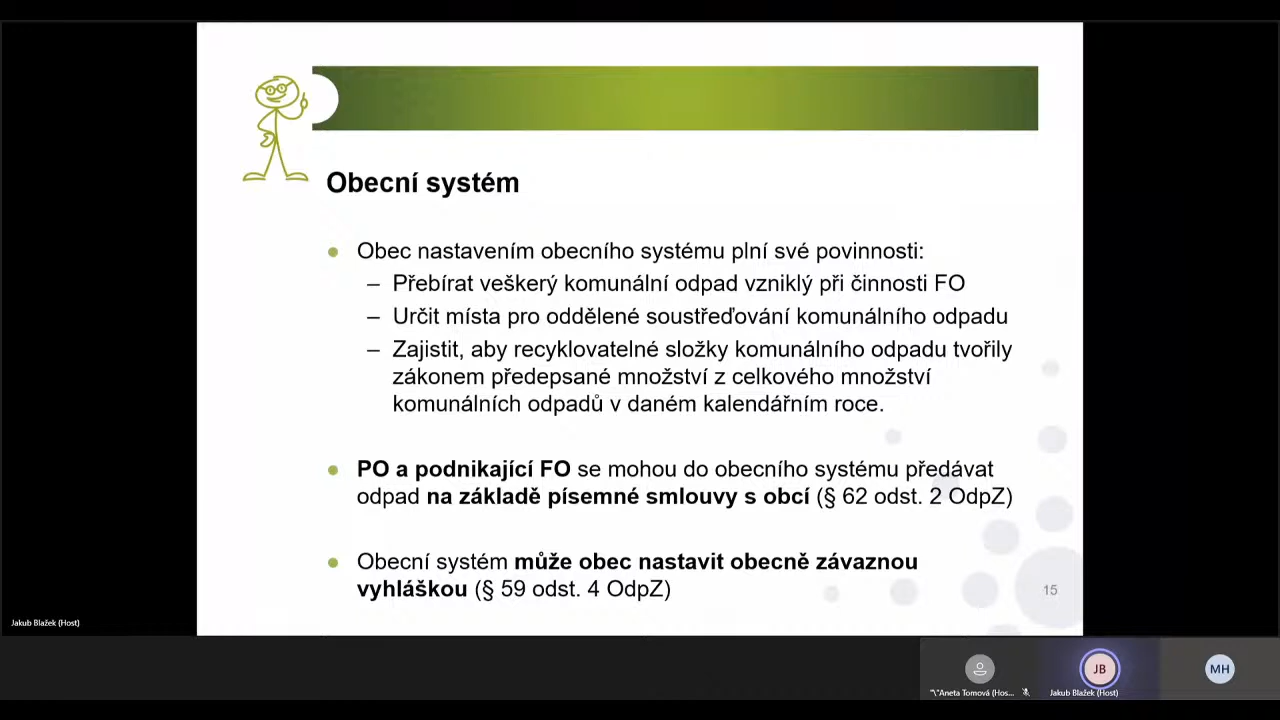 Obecní systém
Obec nastavením obecního systému plní své povinnosti:
– Přebírat veškerý komunální odpad vzniklý při činnosti FO
– Určit místa pro oddělené soustřeďování komunálního odpadu
– Zajistit, aby recyklovatelné složky komunálního odpadu tvořily
zákonem předepsané množství z celkového množství
komunálních odpadů v daném kalendářním roce.
PO a podnikající FO se mohou do obecního systému předávat
odpad na základě písemné smlouvy s obcí (§ 62 odst. 2 OdpZ)
Obecní systém může obec nastavit obecně závaznou
vyhláškou (§ 59 odst. 4 OdpZ)
15
Jakub Blažek (Host)
JB
MH
"\"Aneta Tomová (Hos...
Jakub Blažek (Host)